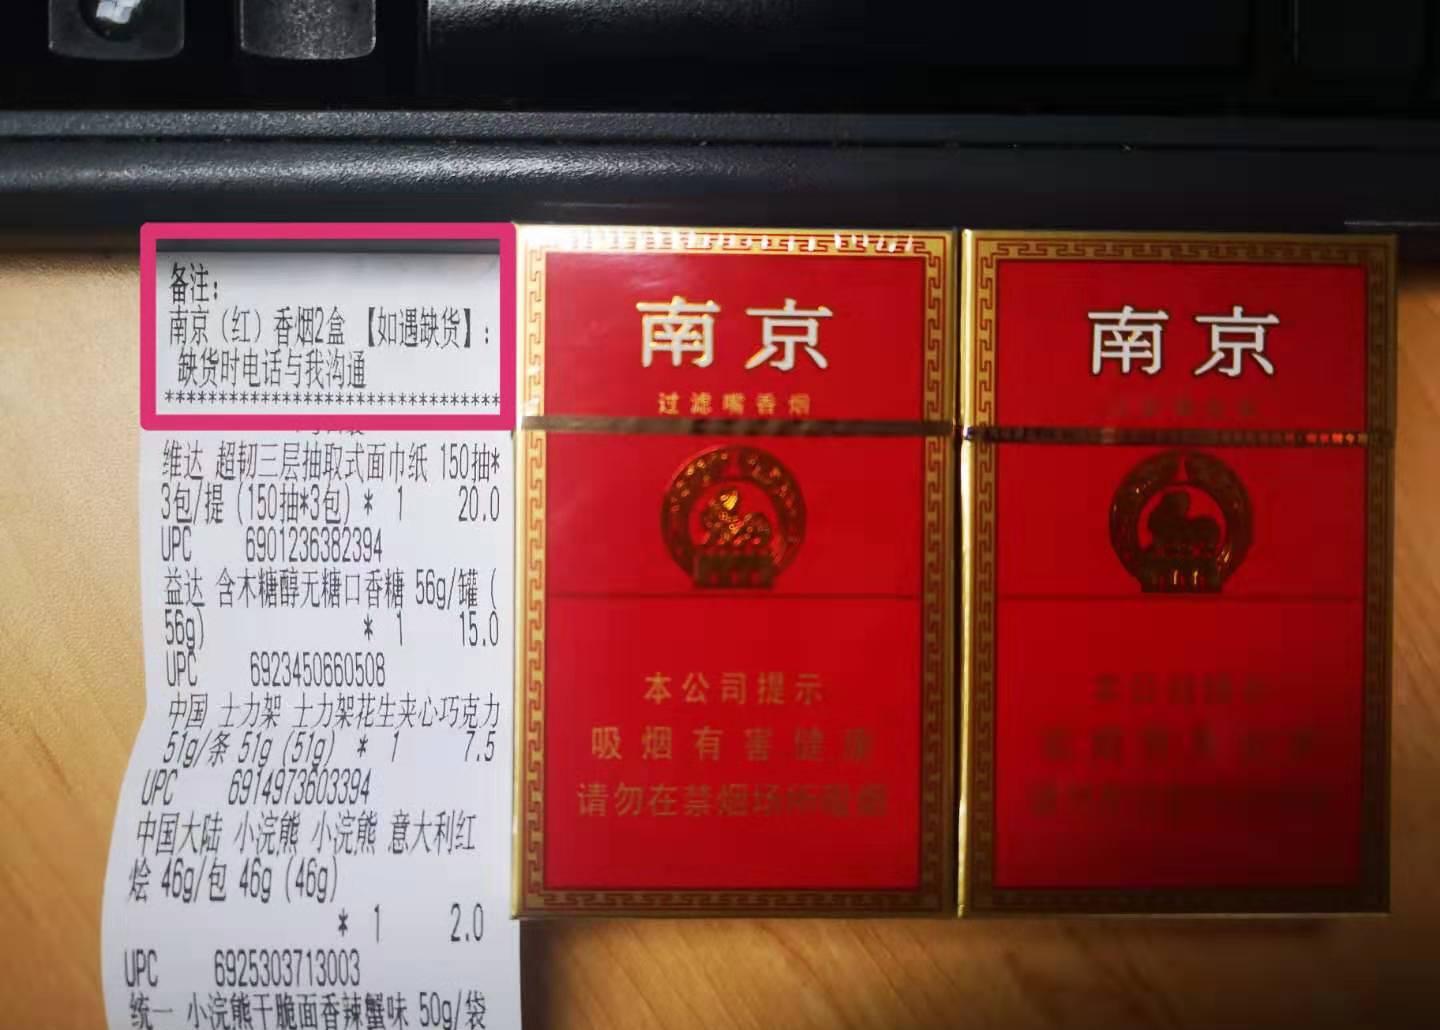 备注:
南京（红）香烟2盒 【如遇缺货】:
缺货时电话与我沟通
********************************
维达 超韧三层抽取式面巾纸 150抽*
3包/提 (150抽*3包) * 1 20.0
UPC 6901236382394
益达 含木糖醇无糖口香糖 56g/罐 (
56g) * 1 15.0
UPC 6923450660508
中国 士力架 士力架花生夹心巧克力
51g/条 51g (51g) * 1 7.5
UPC 6914973603394
中国大陆 小浣熊 小浣熊 意大利红
烩 46g/包 46g (46g)
* 1 2.0
UPC 6925303713003
统一 小浣熊干脆面香辣蟹味 50g/袋
南京
过滤嘴香烟
本公司提示
吸烟有害健康
请勿在禁烟场所吸烟
南京
本公司提示